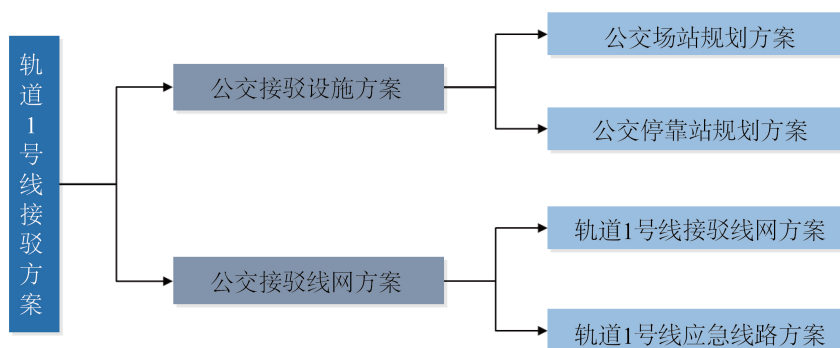 轨道1号线接驳方案
公交接驳设施方案
公交场站规划方案
公交停靠站规划方案
公交接驳线网方案
轨道1号线接驳线网方案
轨道1号线应急线路方案